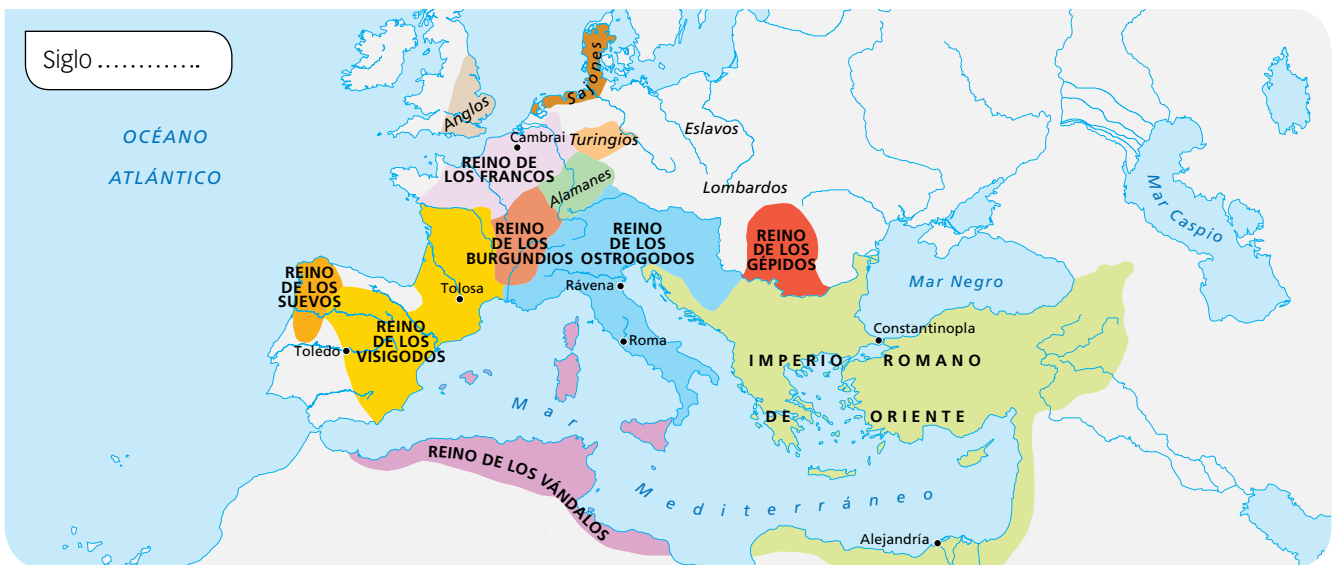 Siglo ............
OCÉANO
ATLÁNTICO
Anglos
Sajones
Cambrai
Turingios
Eslavos
REINO DE
LOS FRANCOS
Alamanes
Lombardos
Mar Caspio
REINO
DE LOS
BURGUNDIOS
REINO
DE LOS
OSTROGODOS
REINO
DE LOS
GÉPIDOS
REINO
DE LOS
SUEVOS
Tolosa
Rávena
Mar Negro
REINO
DE LOS
VISIGODOS
Toledo
Roma
Constantinopla
IMPERIO ROMANO
DE ORIENTE
Mar
Mediterráneo
REINO DE LOS VÁNDALOS
Alejandría